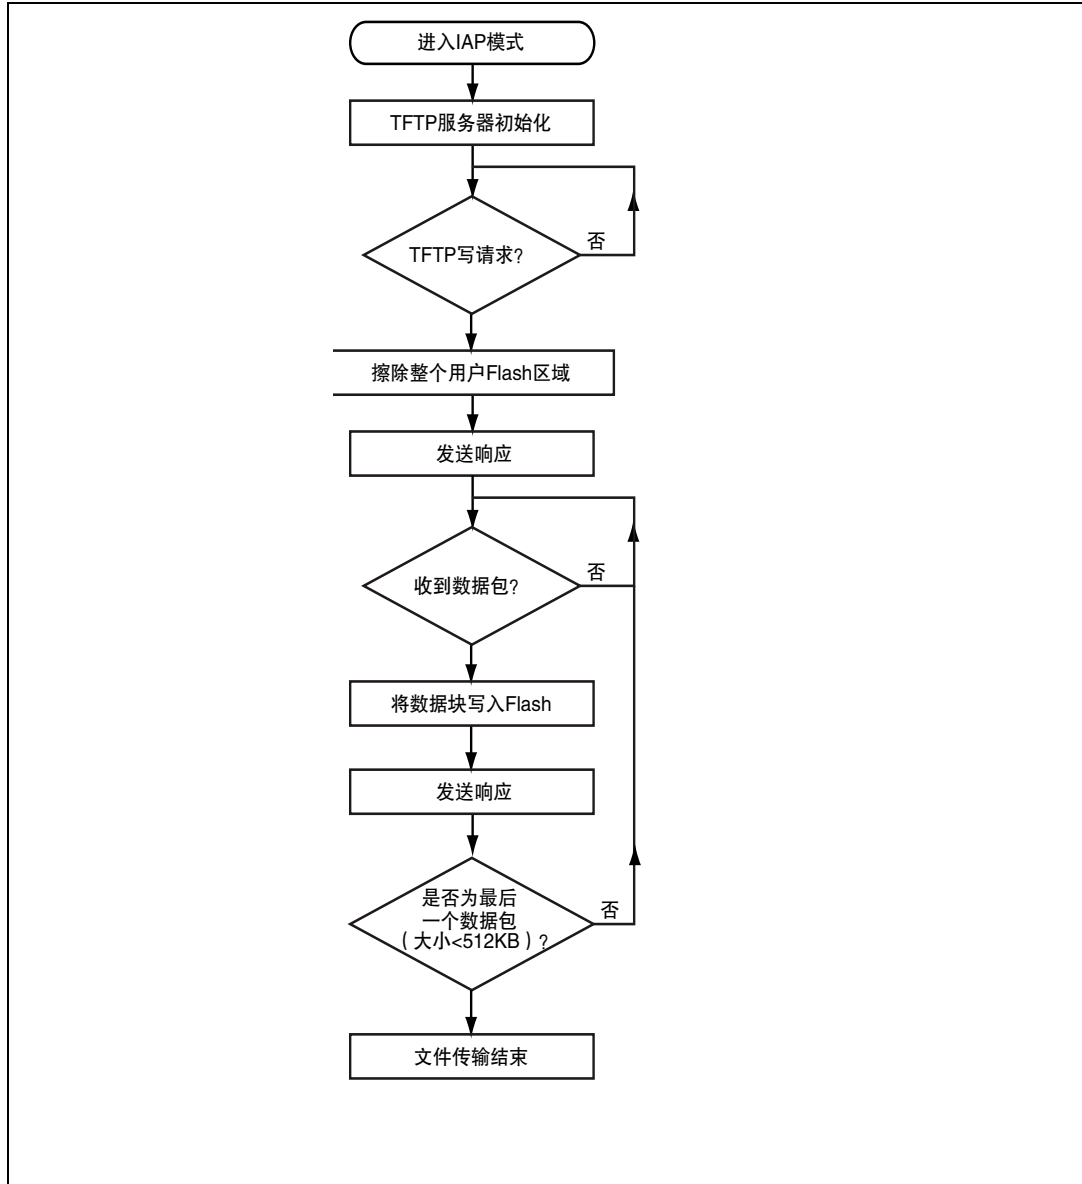 进入IAP模式
TFTP服务器初始化
TFTP写请求?
否
擦除整个用户Flash区域
发送响应
收到数据包?
否
将数据块写入Flash
发送响应
是否为最后
一个数据包
(大小<512KB)?
否
文件传输结束